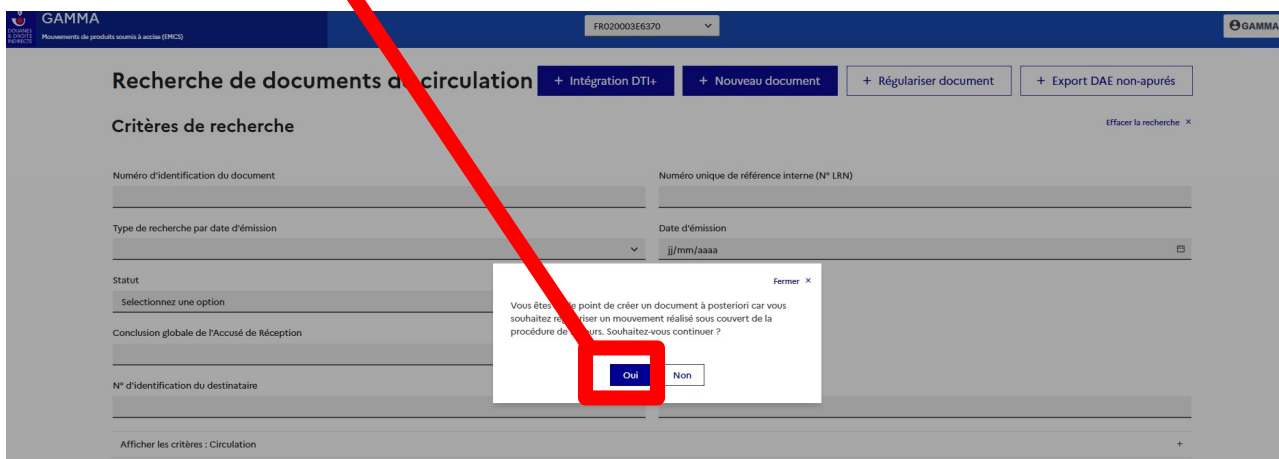 GAMMA
DOUANES & DROITS INDIRECTS
Mouvements de produits soumis à accise (EMCS)
FR020003E6370
GAMMA
Recherche de documents de circulation
+ Intégration DTI+
+ Nouveau document
+ Régulariser document
+ Export DAE non-apurés
Critères de recherche
Effacer la recherche ×
Numéro d'identification du document
Numéro unique de référence interne (N° LRN)
Type de recherche par date d'émission
Date d'émission
jj/mm/aaaa
Statut
Selectionnez une option
Fermer ×
Vous êtes le point de créer un document à posteriori car vous
souhaitez un mouvement réalisé sous couvert de la
procédure de Souhaitez-vous continuer ?
Conclusion globale de l'Accusé de Réception
Oui
Non
N° d'identification du destinataire
Afficher les critères : Circulation
+